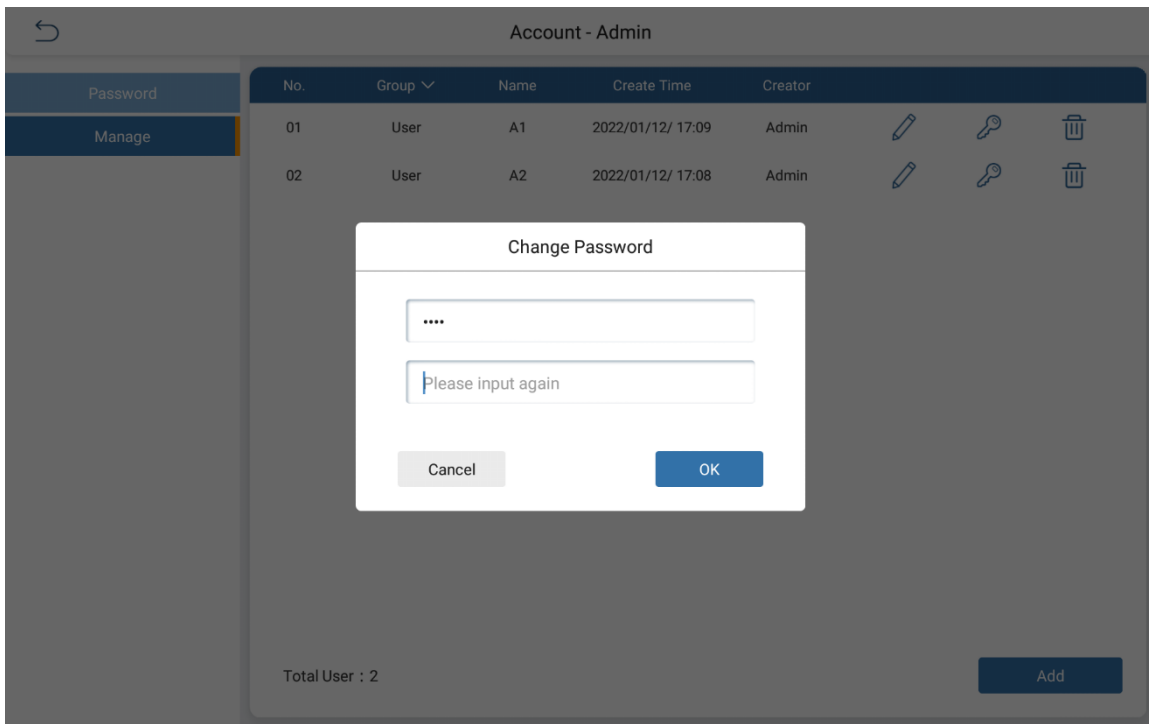 Account - Admin
Password
Manage
No. Group Name Create Time Creator
01 User A1 2022/01/12/ 17:09 Admin
02 User A2 2022/01/12/ 17:08 Admin
Change Password
••••
Please input again
Cancel OK
Total User : 2
Add